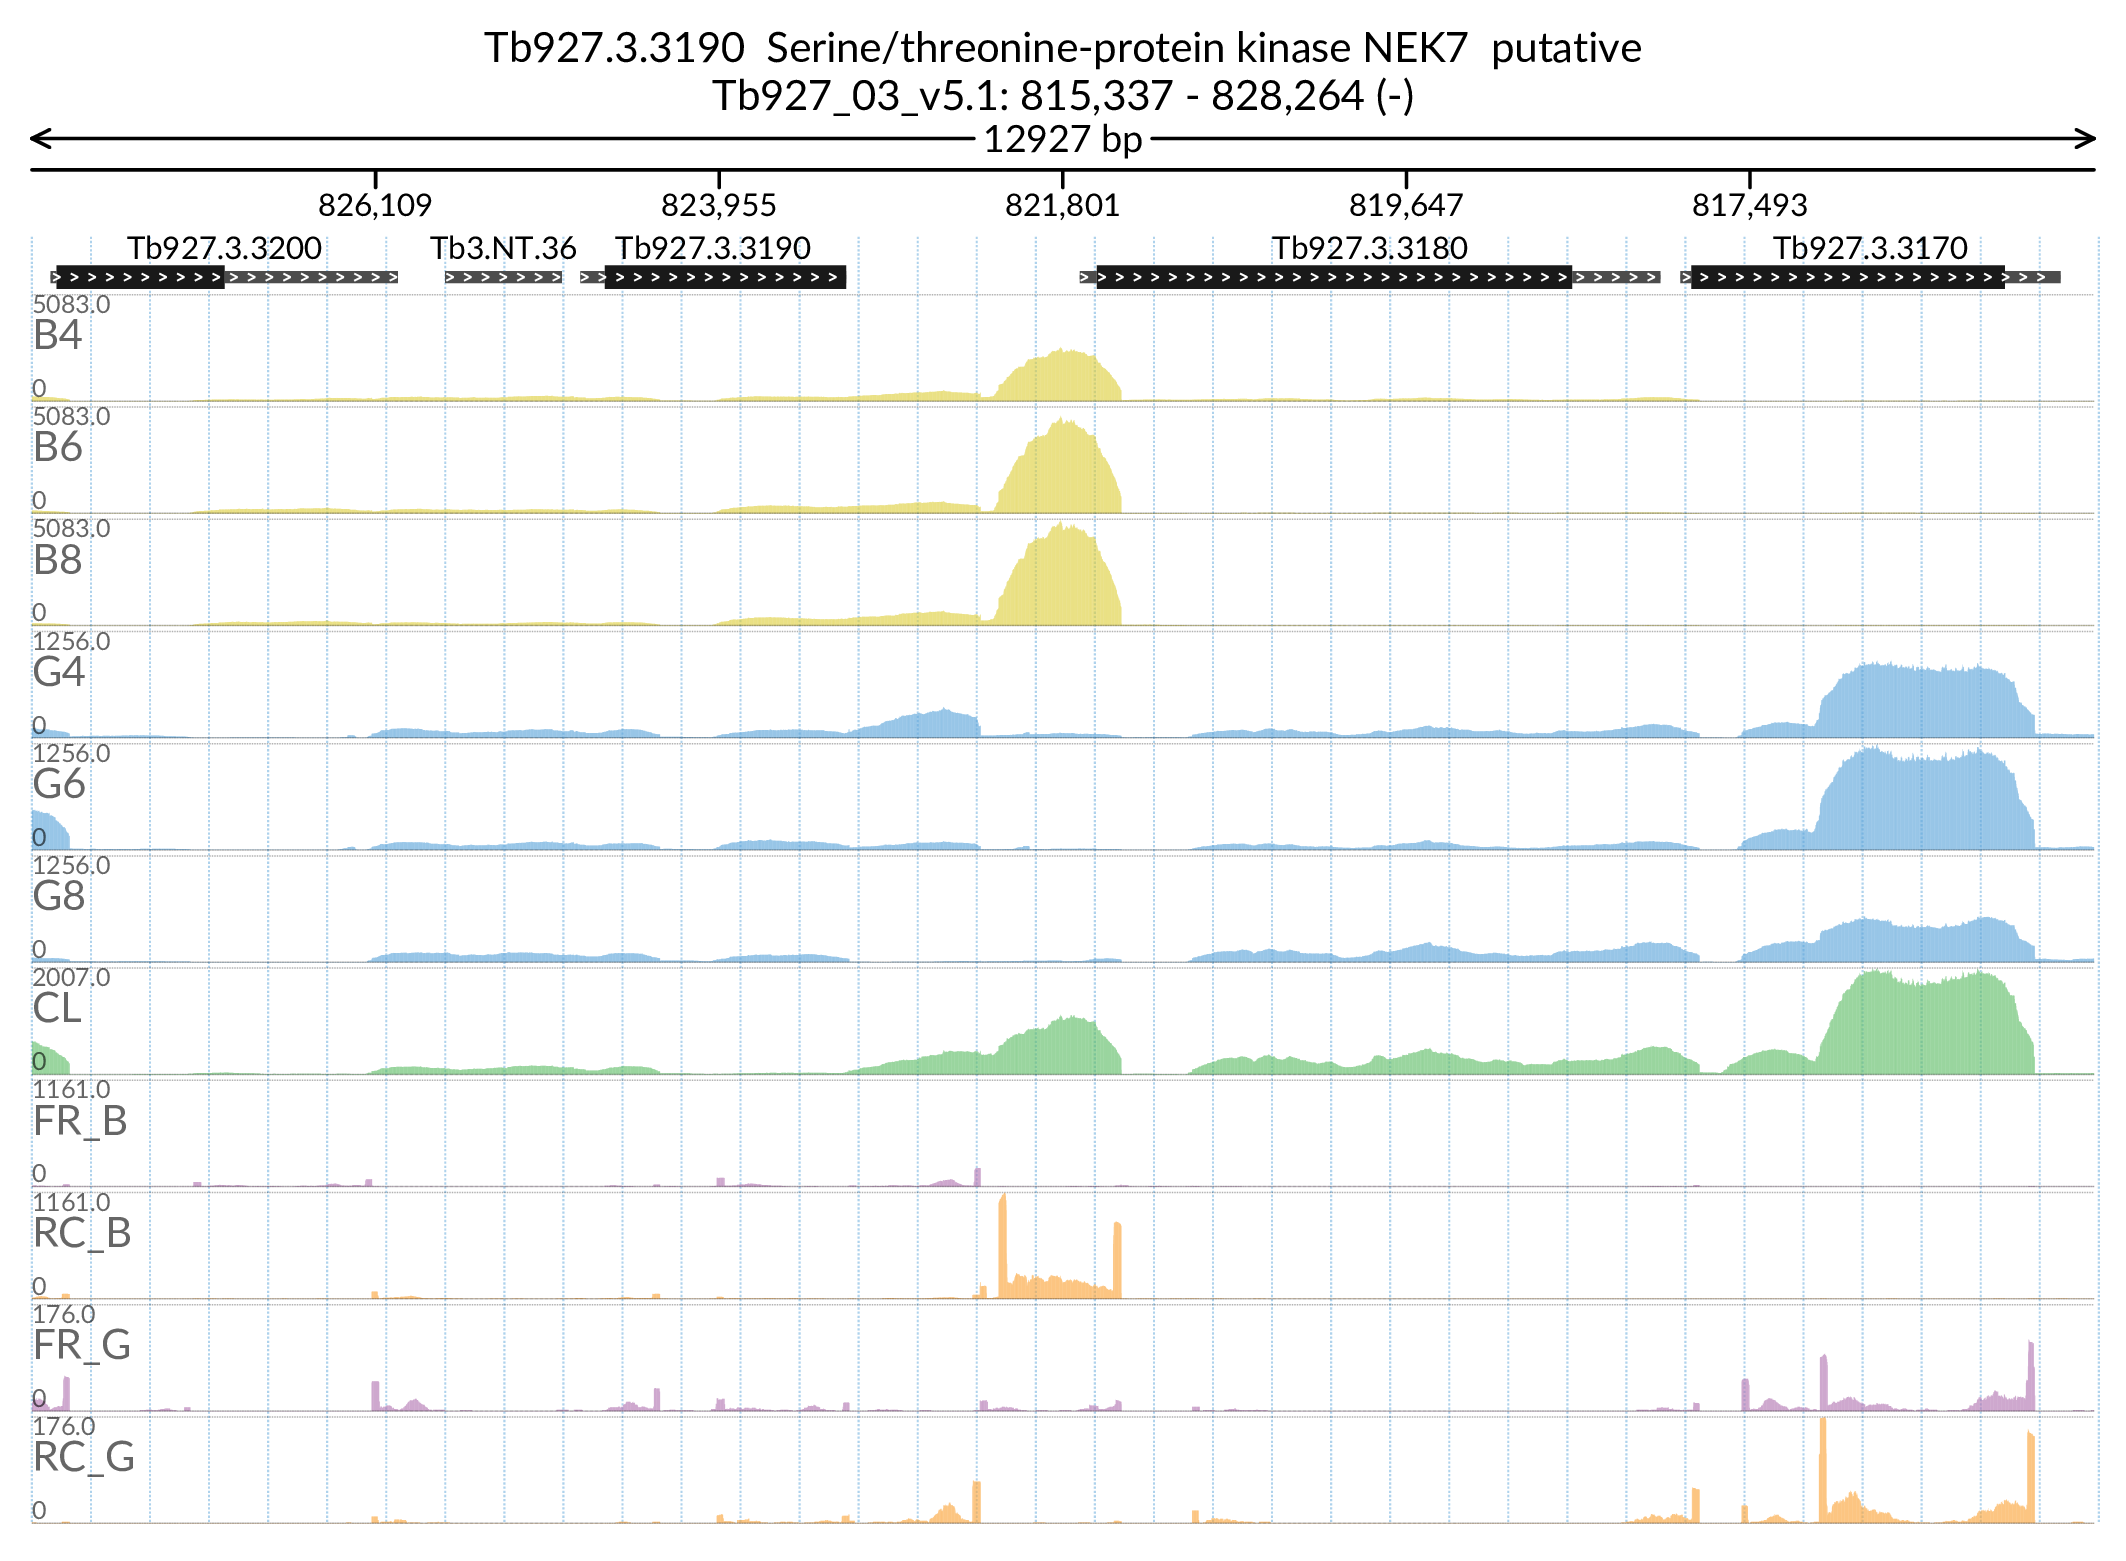 Tb927.3.3190  Serine/threonine-protein kinase NEK7  putative
Tb927_03_v5.1: 815,337 - 828,264 (-)
12927 bp
826,109 823,955 821,801 819,647 817,493
Tb927.3.3200 Tb3.NT.36 Tb927.3.3190 Tb927.3.3180 Tb927.3.3170
5083.0
B4
0
5083.0
B6
0
5083.0
B8
0
1256.0
G4
0
1256.0
G6
0
1256.0
G8
0
2007.0
CL
0
1161.0
FR_B
0
1161.0
RC_B
0
176.0
FR_G
0
176.0
RC_G
0